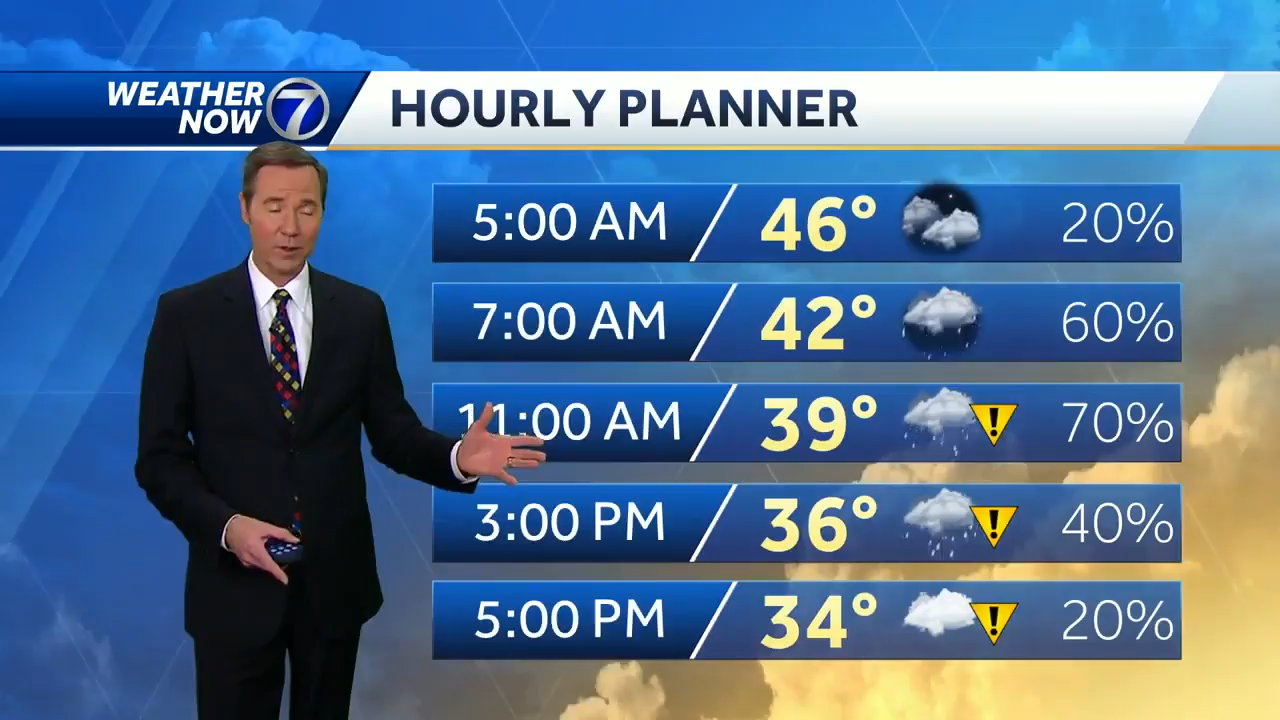 WEATHER
NOW 7
HOURLY PLANNER
5:00 AM 46° 20%
7:00 AM 42° 60%
11:00 AM 39° ! 70%
3:00 PM 36° ! 40%
5:00 PM 34° ! 20%